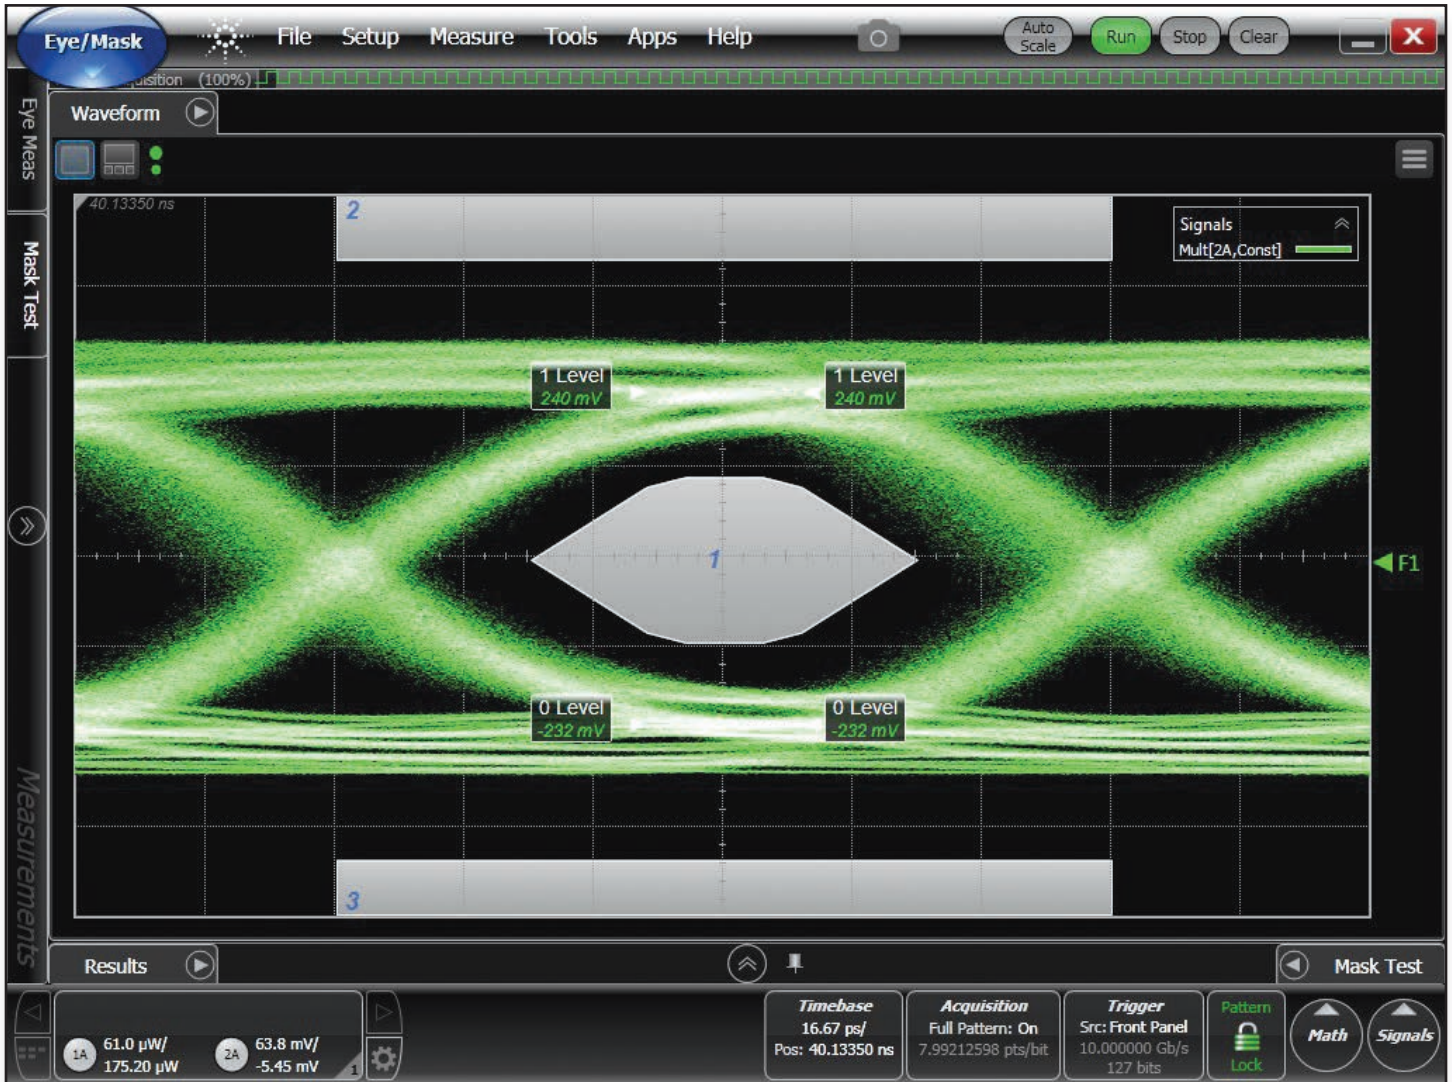 Eye/Mask
File Setup Measure Tools Apps Help
Auto
Scale
Run
Stop
Clear
X
(100%)
Eye Meas
Mask Test
Measurements
Waveform
40.13350 ns
2
Signals
Mult[2A,Const]
1 Level
240 mV
1 Level
240 mV
1
F1
0 Level
-232 mV
0 Level
-232 mV
3
Results
Mask Test
1A
61.0 µW/
175.20 µW
2A
63.8 mV/
-5.45 mV
1
Timebase
16.67 ps/
Pos: 40.13350 ns
Acquisition
Full Pattern: On
7.99212598 pts/bit
Trigger
Src: Front Panel
10.000000 Gb/s
127 bits
Pattern
Lock
Math
Signals